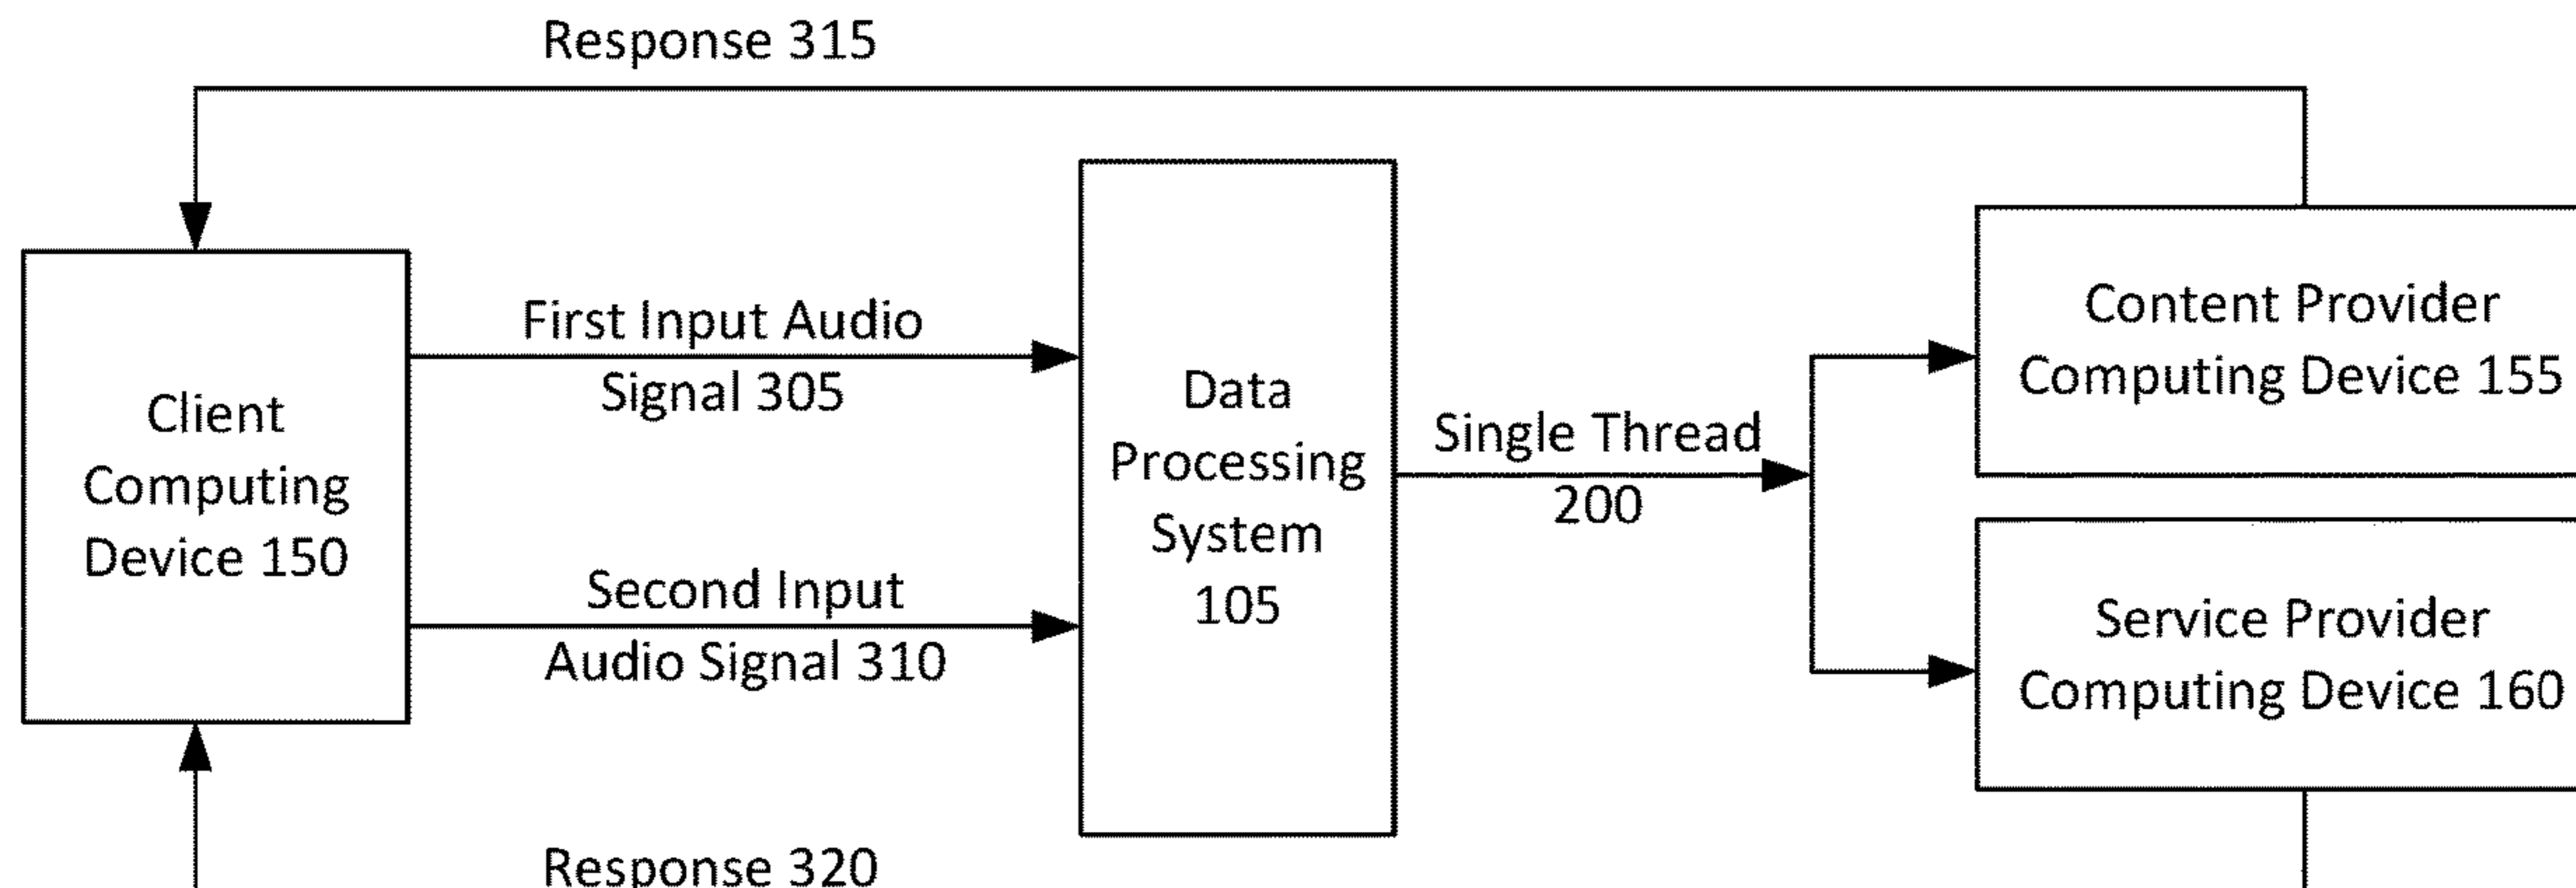 Response 315
First Input Audio
Signal 305
Client
Computing
Device 150
Second Input
Audio Signal 310
Data
Processing
System
105
Single Thread
200
Content Provider
Computing Device 155
Service Provider
Computing Device 160
Response 320